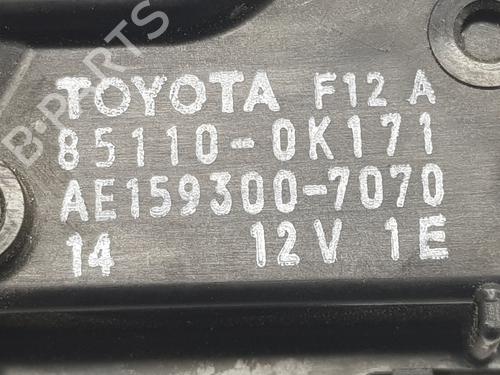 B-PARTS
TOYOTA F12 A
85110-0K171
AE159300-7070
14 12V 1E